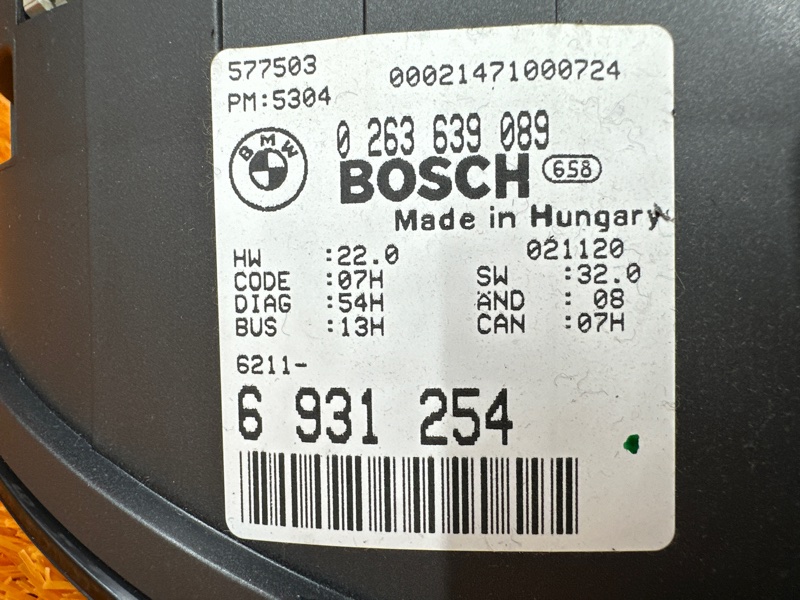 577503 00021471000724
PM:5304
0 263 639 089
BMW
BOSCH 658
Made in Hungary
HW :22.0 021120
CODE :07H SW :32.0
DIAG :54H ÄND : 08
BUS :13H CAN :07H
6211-
6 931 254